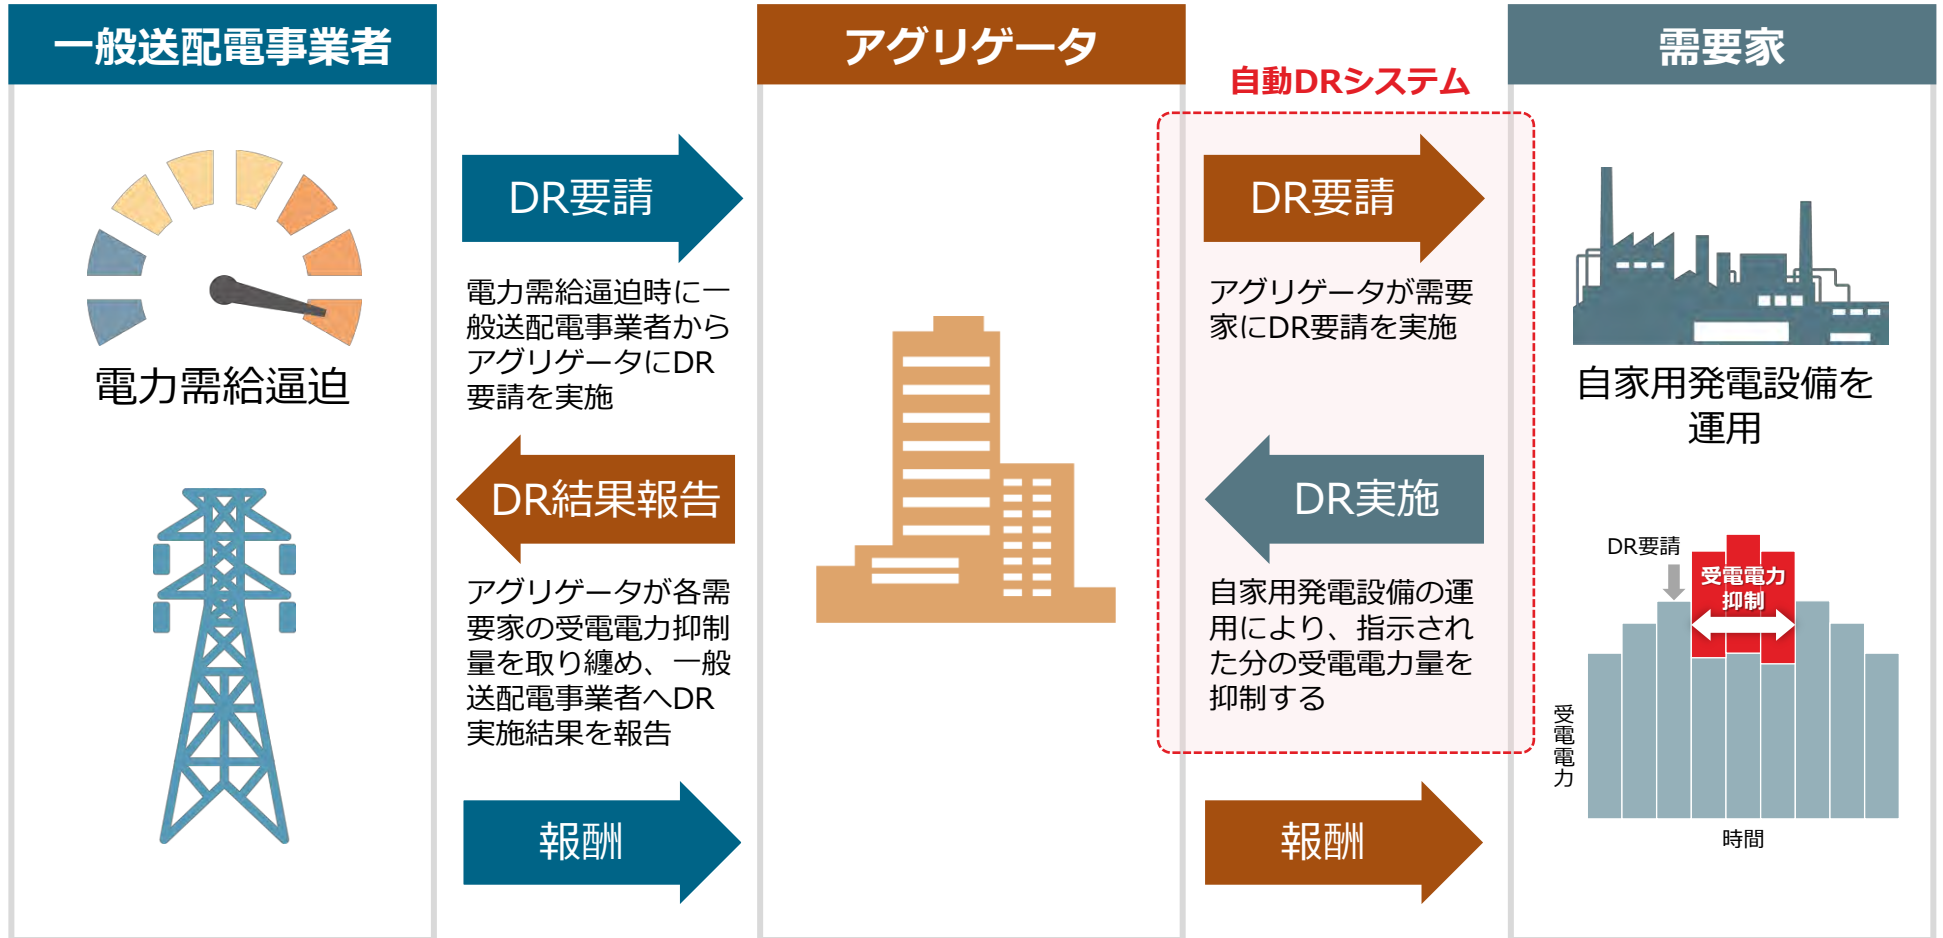 一般送配電事業者
電力需給逼迫
DR要請
電力需給逼迫時に一
般送配電事業者から
アグリゲータにDR
要請を実施
DR結果報告
アグリゲータが各需
要家の受電電力抑制
量を取り纏め、一般
送配電事業者へDR
実施結果を報告
報酬
アグリゲータ
自動DRシステム
DR要請
アグリゲータが需要
家にDR要請を実施
DR実施
自家用発電設備の運
用により、指示され
た分の受電電力量を
抑制する
報酬
需要家
自家用発電設備を
運用
DR要請
受電電力
抑制
受電電力
時間